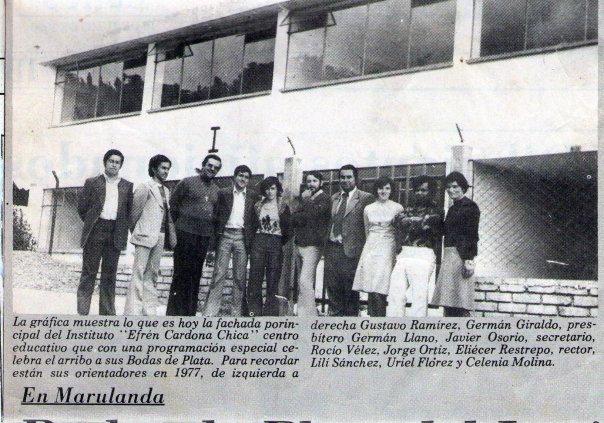 La gráfica muestra lo que es hoy la fachada porin-
cipal del Instituto "Efrén Cardona Chica" centro
educativo que con una programación especial ce-
lebra el arribo a sus Bodas de Plata. Para recordar
están sus orientadores en 1977, de izquierda a
derecha Gustavo Ramírez, Germán Giraldo, pres-
bítero Germán Llano, Javier Osorio, secretario,
Rocío Vélez, Jorge Ortiz, Eliécer Restrepo, rector,
Lilí Sánchez, Uriel Flórez y Celenia Molina.
En Marulanda